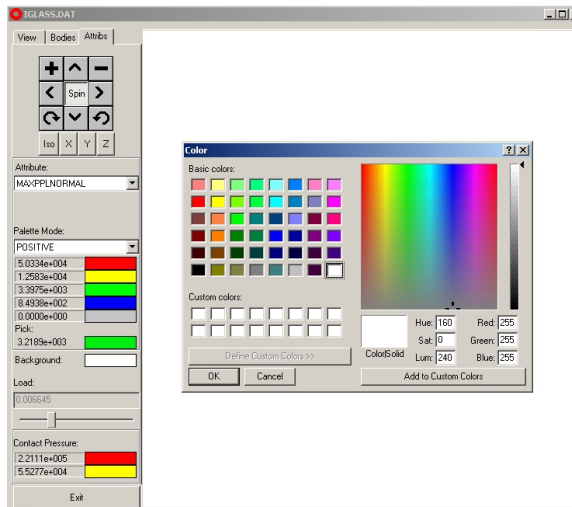 IGLASS.DAT
View Bodies Attribs
Spin
Iso X Y Z
Attribute:
MAXPPLNORMAL
Palette Mode:
POSITIVE
5.0334e+004
1.2583e+004
3.3975e+003
8.4938e+002
0.0000e+000
Pick:
3.2189e+003
Background:
Load:
0.006645
Contact Pressure:
2.2111e+005
5.5277e+004
Exit
Color
Basic colors:
Custom colors:
Define Custom Colors >>
OK Cancel
Color|Solid
Hue: 160 Red: 255
Sat: 0 Green: 255
Lum: 240 Blue: 255
Add to Custom Colors